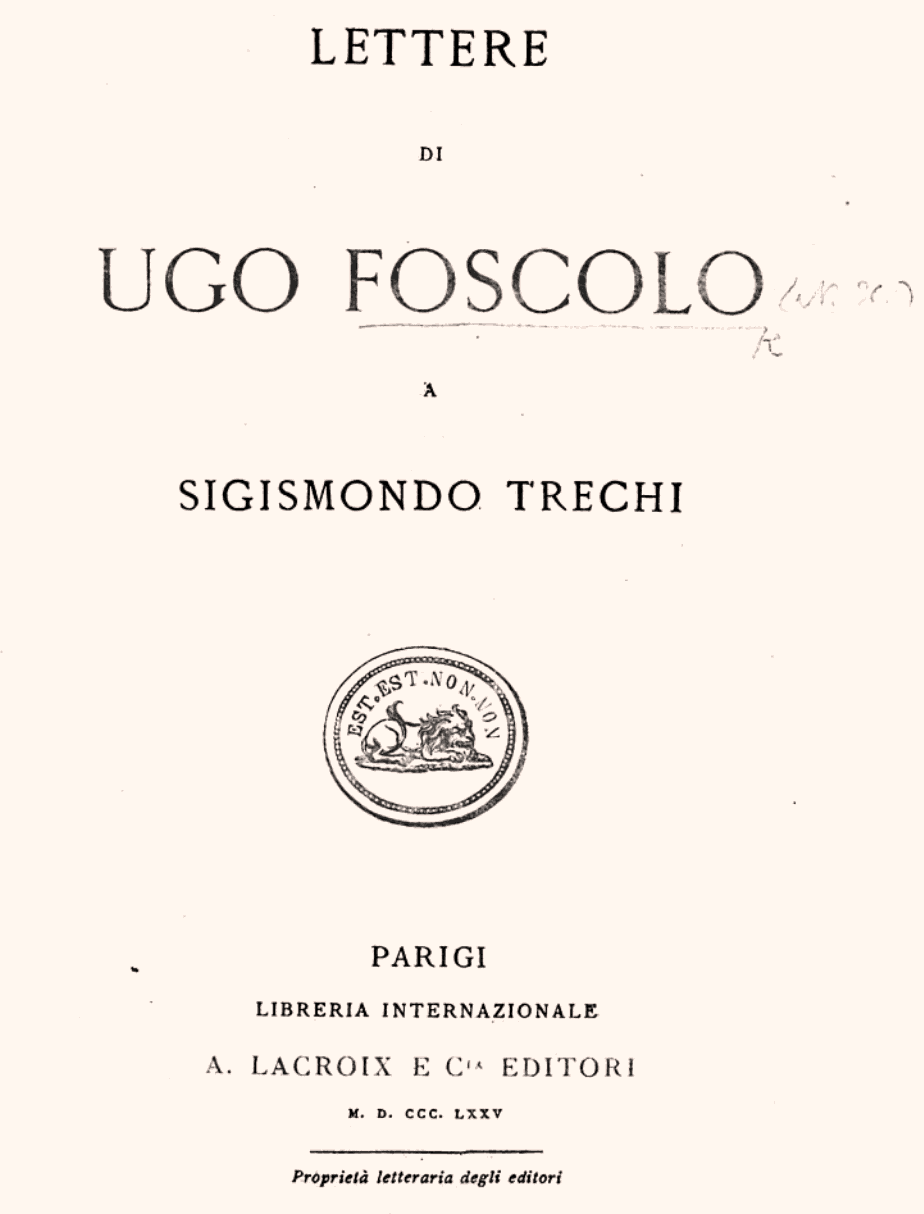 LETTERE
DI
UGO FOSCOLO
A
SIGISMONDO TRECHI
EST. EST. NON. NON
PARIGI
LIBRERIA INTERNAZIONALE
A. LACROIX E Cia EDITORI
M. D. CCC. LXXV
Proprietà letteraria degli editori